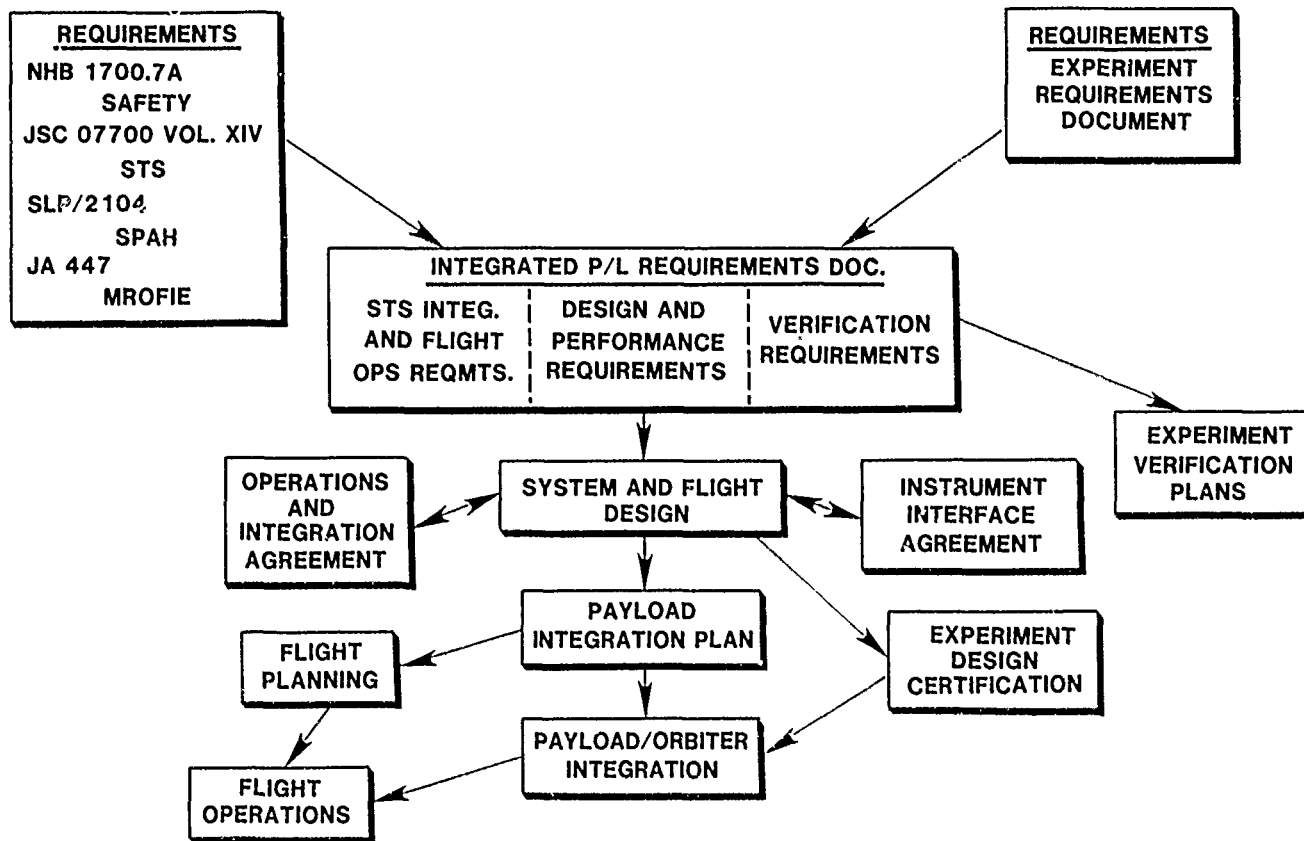 REQUIREMENTS
NHB 1700.7A
SAFETY
JSC 07700 VOL. XIV
STS
SLP/2104
SPAH
JA 447
MROFIE
REQUIREMENTS
EXPERIMENT
REQUIREMENTS
DOCUMENT
INTEGRATED P/L REQUIREMENTS DOC.
STS INTEG.
AND FLIGHT
OPS REQMTS.
DESIGN AND
PERFORMANCE
REQUIREMENTS
VERIFICATION
REQUIREMENTS
EXPERIMENT
VERIFICATION
PLANS
OPERATIONS
AND
INTEGRATION
AGREEMENT
SYSTEM AND FLIGHT
DESIGN
INSTRUMENT
INTERFACE
AGREEMENT
PAYLOAD
INTEGRATION PLAN
FLIGHT
PLANNING
EXPERIMENT
DESIGN
CERTIFICATION
PAYLOAD/ORBITER
INTEGRATION
FLIGHT
OPERATIONS